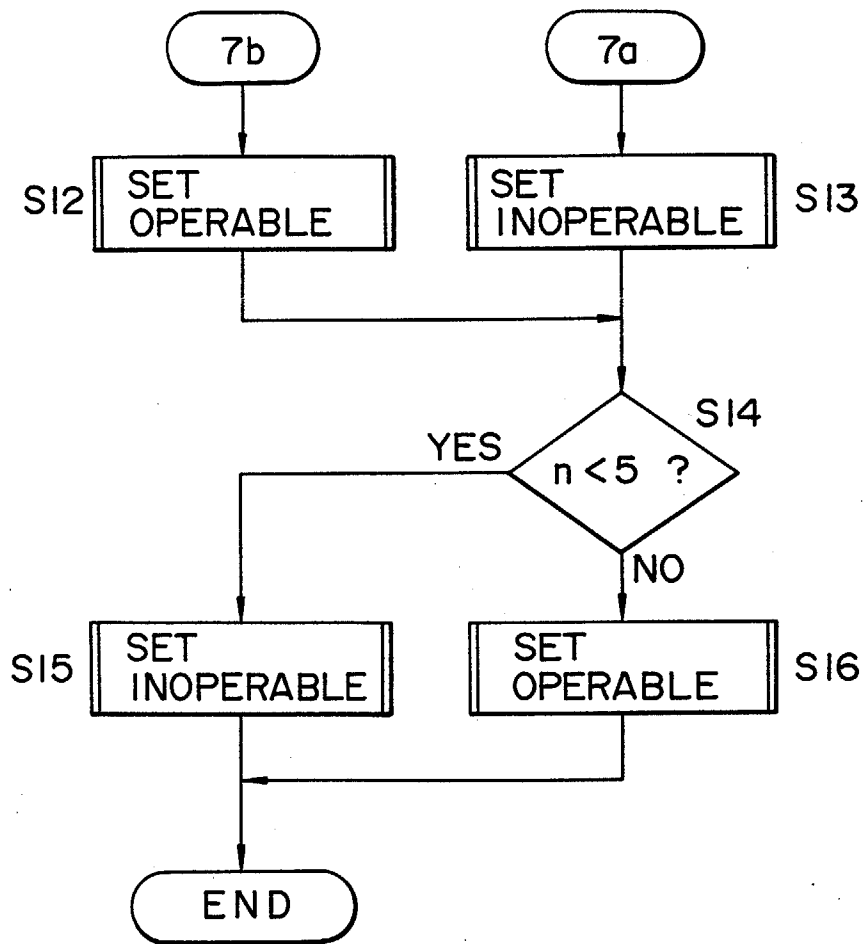 7b
7a
S12
SET
OPERABLE
SET
INOPERABLE
S13
S14
YES
n<5 ?
NO
S15
SET
INOPERABLE
SET
OPERABLE
S16
END